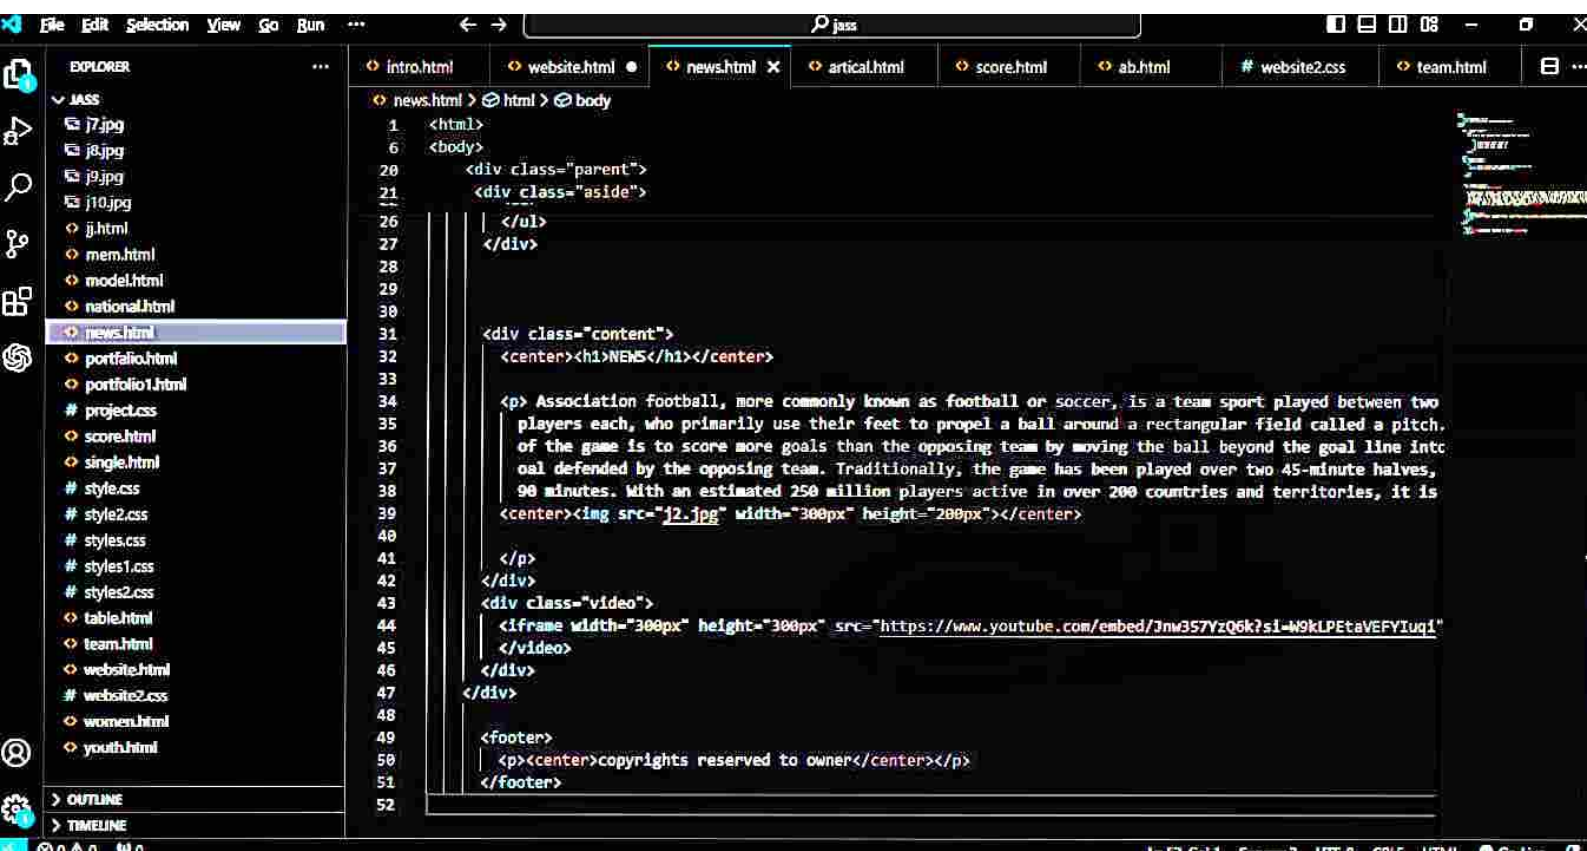 File Edit Selection View Go Run ··· jass
EXPLORER ···
JASS
j7.jpg
j8.jpg
j9.jpg
j10.jpg
jj.html
mem.html
model.html
national.html
news.html
portfalio.html
portfolio1.html
project.css
score.html
single.html
style.css
style2.css
styles.css
styles1.css
styles2.css
table.html
team.html
website.html
website2.css
women.html
youth.html
OUTLINE
TIMELINE
intro.html website.html news.html artical.html score.html ab.html website2.css team.html
news.html > html > body
1 <html>
6 <body>
20 <div class="parent">
21 <div class="aside">
26 </ul>
27 </div>
28
29
30
31 <div class="content">
32 <center><h1>NEWS</h1></center>
33
34 <p> Association football, more commonly known as football or soccer, is a team sport played between two
35 players each, who primarily use their feet to propel a ball around a rectangular field called a pitch.
36 of the game is to score more goals than the opposing team by moving the ball beyond the goal line into
37 oal defended by the opposing team. Traditionally, the game has been played over two 45-minute halves,
38 90 minutes. With an estimated 250 million players active in over 200 countries and territories, it is
39 <center><img src="j2.jpg" width="300px" height="200px"></center>
40
41 </p>
42 </div>
43 <div class="video">
44 <iframe width="300px" height="300px" src="https://www.youtube.com/embed/Jnw3S7YzQ6k?si=W9kLPEtaVEFYIuqi"
45 </video>
46 </div>
47 </div>
48
49 <footer>
50 <p><center>copyrights reserved to owner</center></p>
51 </footer>
52